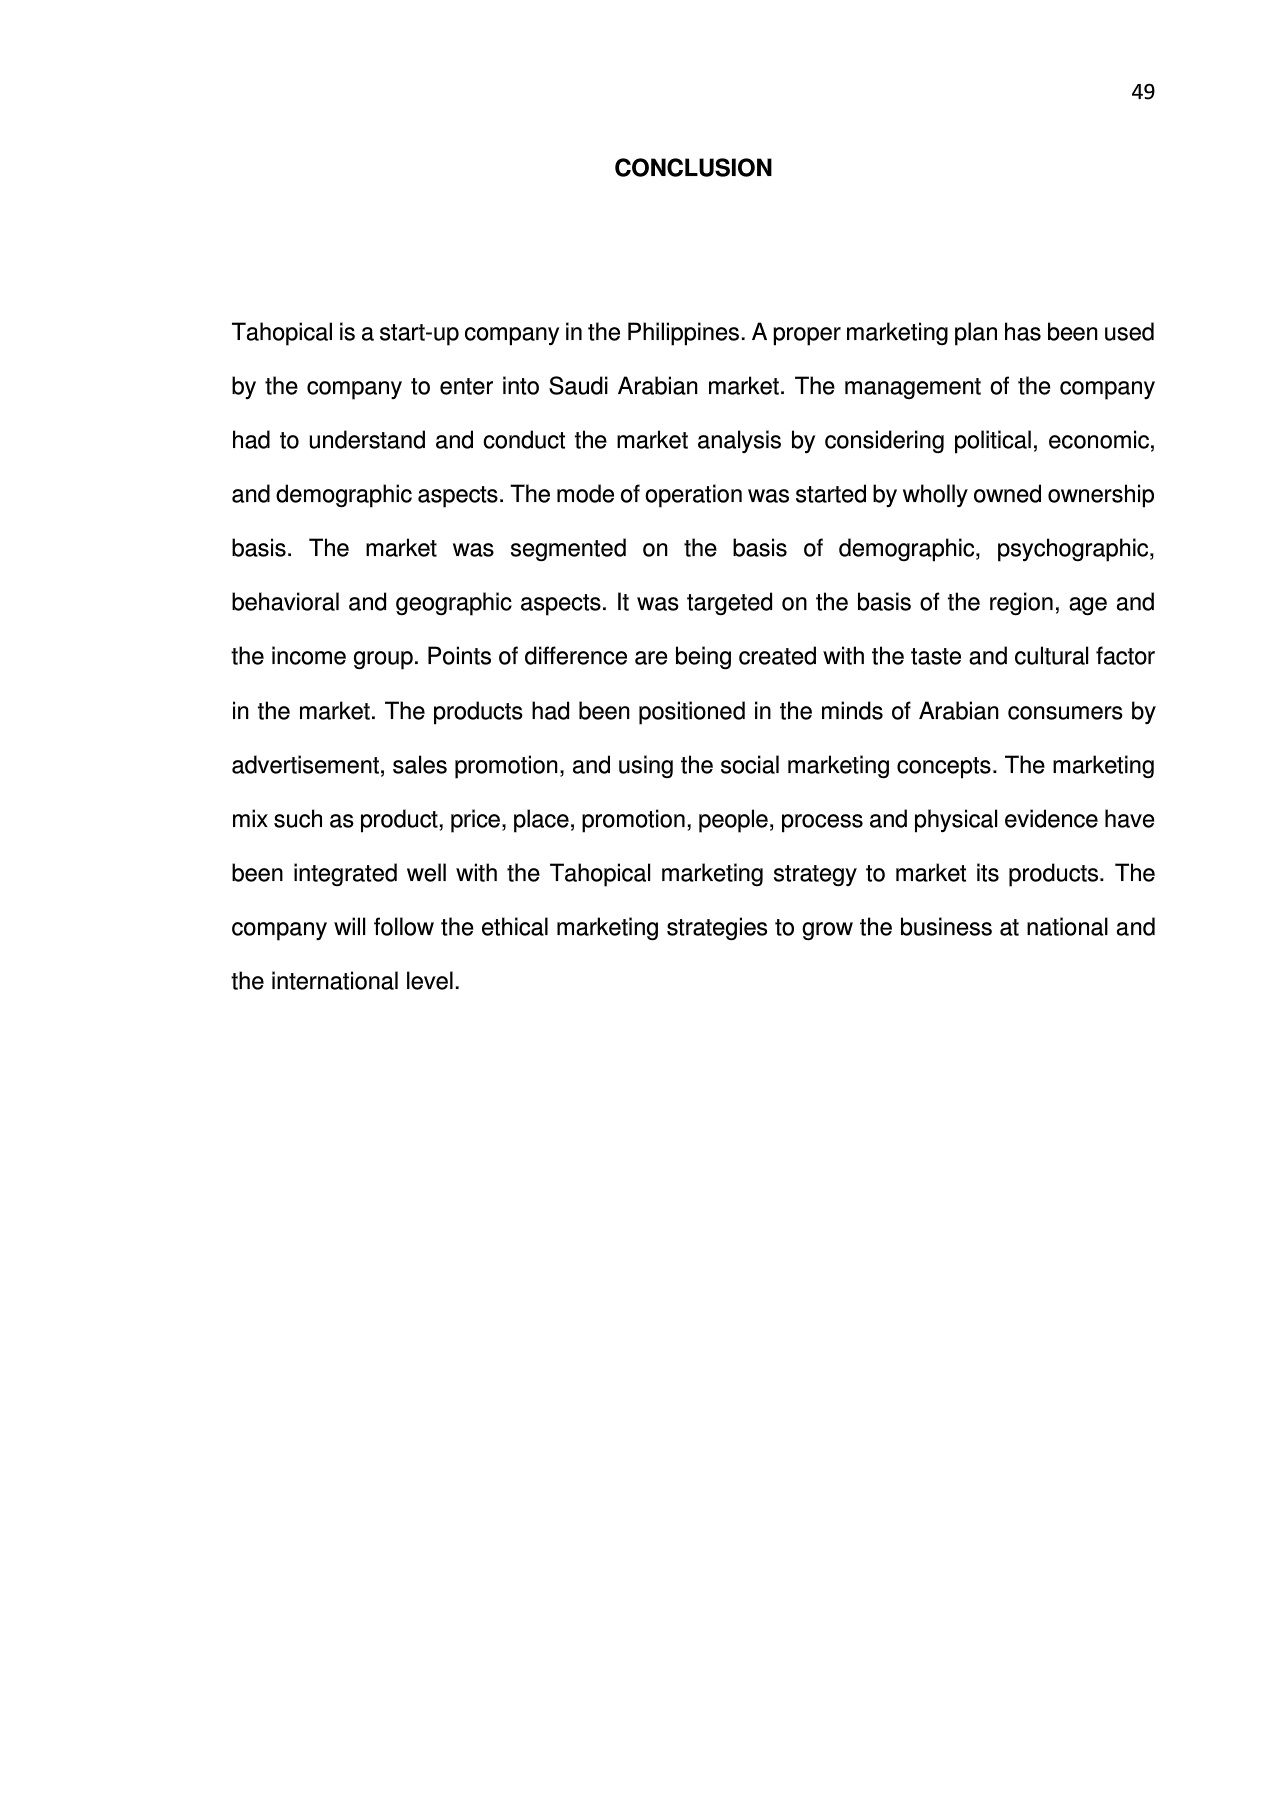 49
CONCLUSION
Tahopical is a start-up company in the Philippines. A proper marketing plan has been used
by the company to enter into Saudi Arabian market. The management of the company
had to understand and conduct the market analysis by considering political, economic,
and demographic aspects. The mode of operation was started by wholly owned ownership
basis. The market was segmented on the basis of demographic, psychographic,
behavioral and geographic aspects. It was targeted on the basis of the region, age and
the income group. Points of difference are being created with the taste and cultural factor
in the market. The products had been positioned in the minds of Arabian consumers by
advertisement, sales promotion, and using the social marketing concepts. The marketing
mix such as product, price, place, promotion, people, process and physical evidence have
been integrated well with the Tahopical marketing strategy to market its products. The
company will follow the ethical marketing strategies to grow the business at national and
the international level.